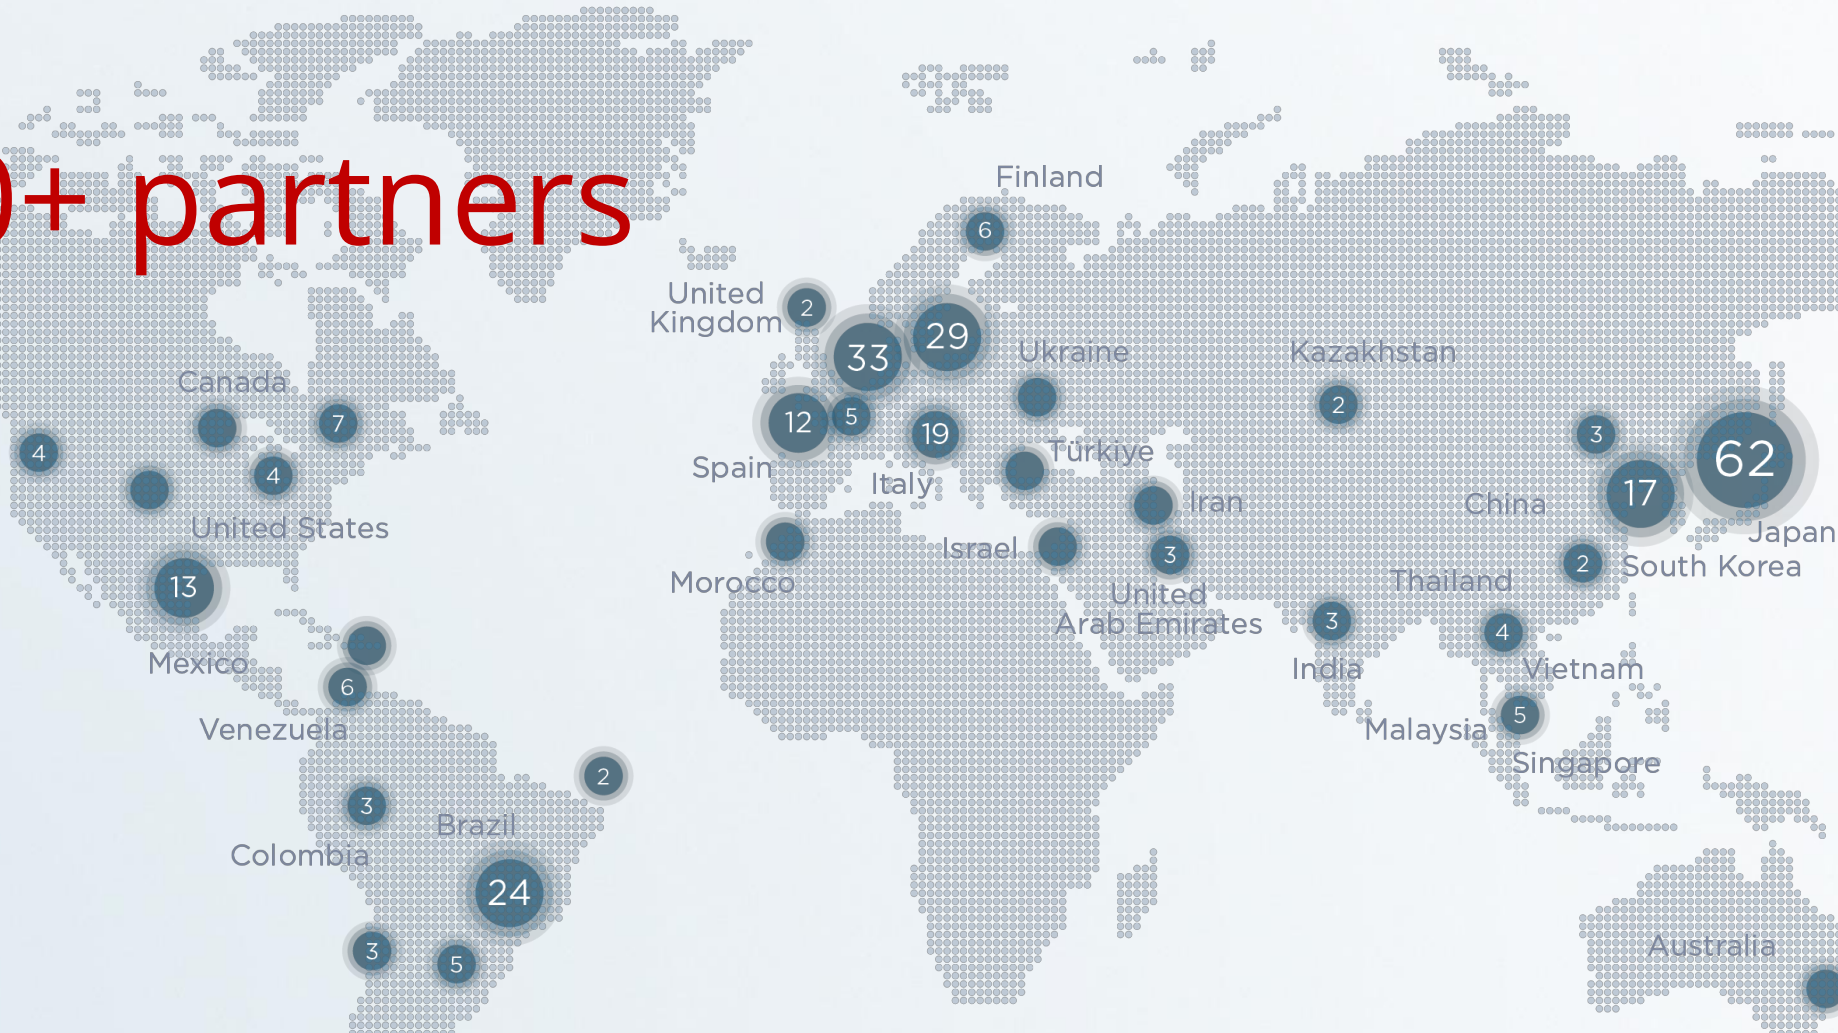 0+ partners
Finland
6
United
Kingdom
2
33
29
Ukraine
Kazakhstan
2
Canada
7
4
4
12
5
19
Spain
Italy
Türkiye
3
62
17
China
Japan
South Korea
2
Iran
Israel
3
United
Arab Emirates
Morocco
United States
13
Mexico
6
Venezuela
Thailand
3
India
4
Vietnam
5
Malaysia
Singapore
2
3
Brazil
Colombia
24
3
5
Australia